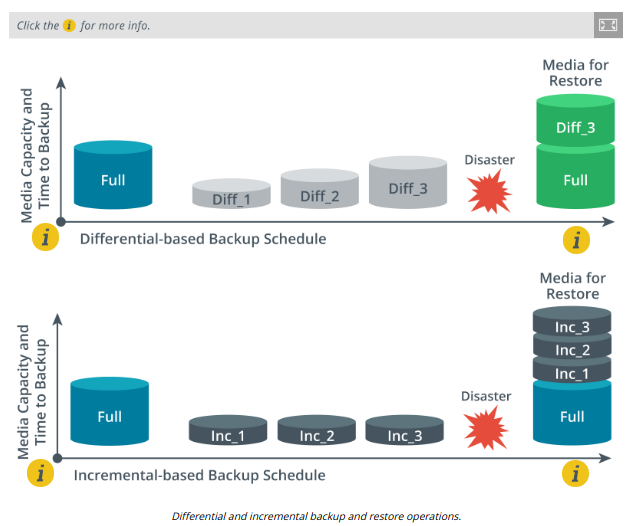 Click the i for more info.
Media for
Restore
Media Capacity and
Time to Backup
Full
Diff_1
Diff_2
Diff_3
Disaster
Diff_3
Full
i
Differential-based Backup Schedule
i
Media for
Restore
Media Capacity and
Time to Backup
Full
Inc_1
Inc_2
Inc_3
Disaster
Inc_3
Inc_2
Inc_1
Full
i
Incremental-based Backup Schedule
i
Differential and incremental backup and restore operations.